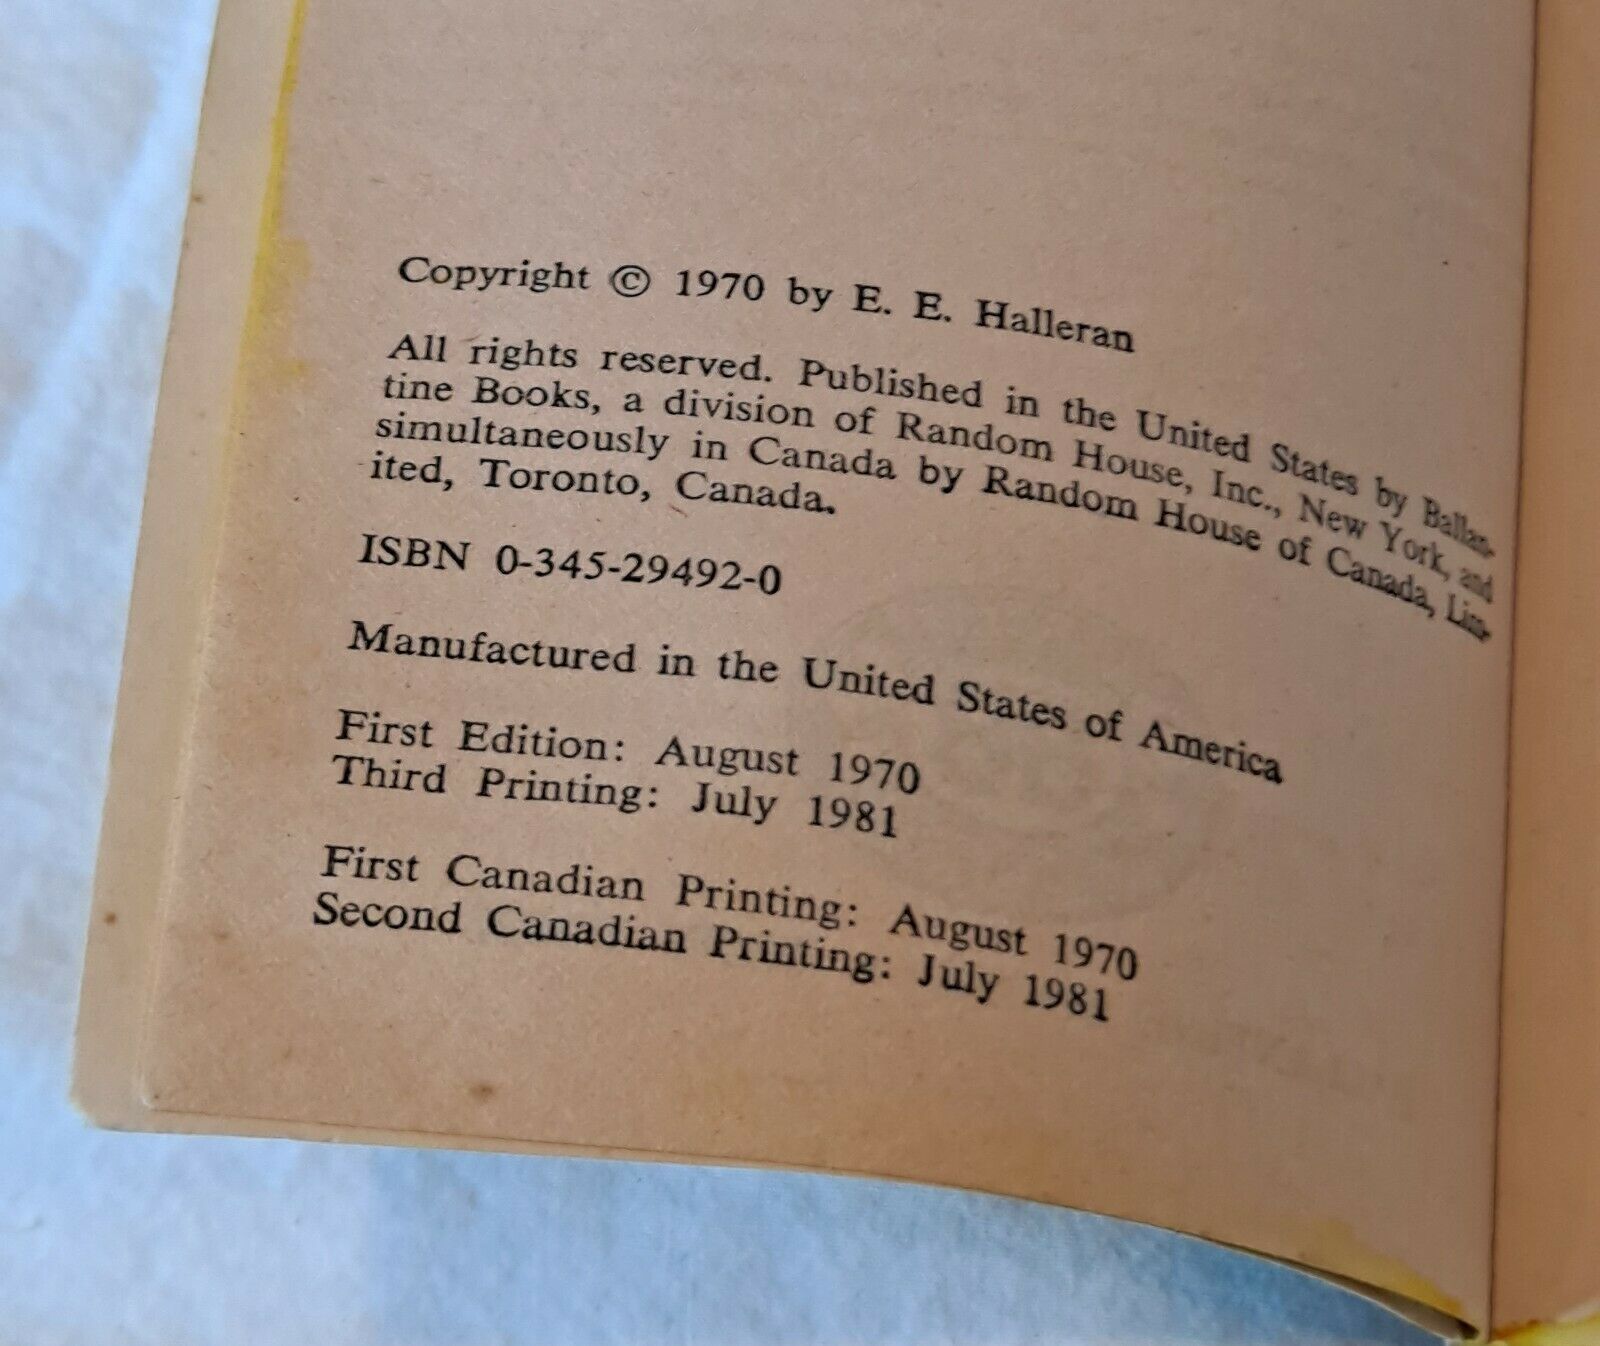 Copyright © 1970 by E. E. Halleran
All rights reserved. Published in the United States by Ballan-
tine Books, a division of Random House, Inc., New York, and
simultaneously in Canada by Random House of Canada, Lim-
ited, Toronto, Canada.
ISBN 0-345-29492-0
Manufactured in the United States of America
First Edition: August 1970
Third Printing: July 1981
First Canadian Printing: August 1970
Second Canadian Printing: July 1981